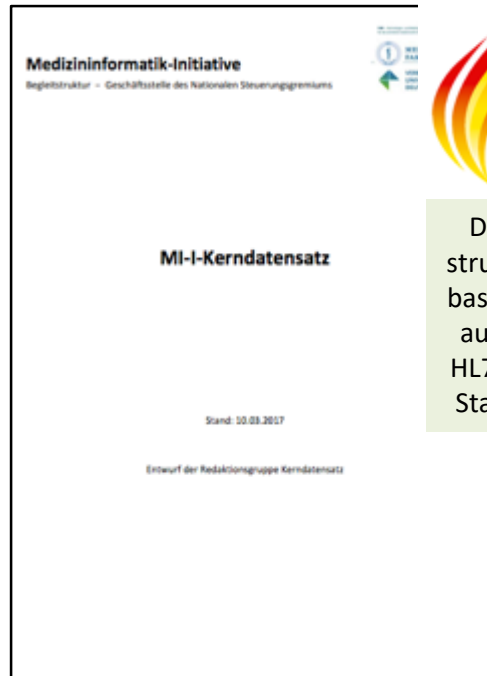 Medizininformatik-Initiative
Begleitstruktur – Geschäftsstelle des Nationalen Steuerungsgremiums
MI-I-Kerndatensatz
Stand: 10.03.2017
Entwurf der Redaktionsgruppe Kerndatensatz
D
stru
bas
au
HL7
Sta